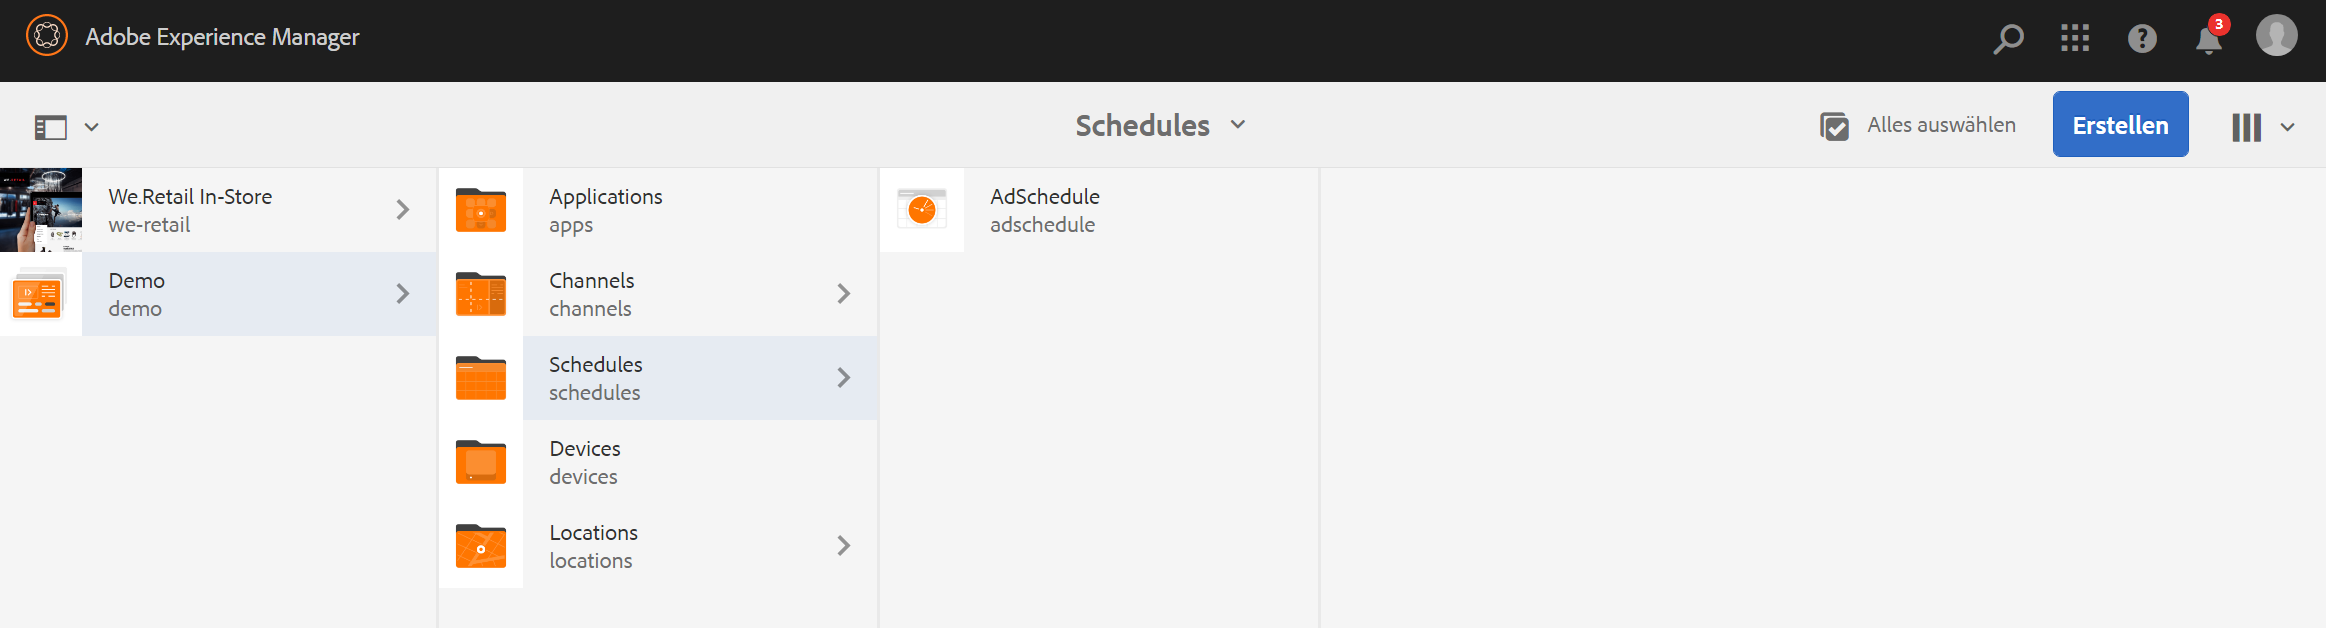 Adobe Experience Manager
3
Schedules
Alles auswählen
Erstellen
We.Retail In-Store
we-retail
Demo
demo
Applications
apps
Channels
channels
Schedules
schedules
Devices
devices
Locations
locations
AdSchedule
adschedule